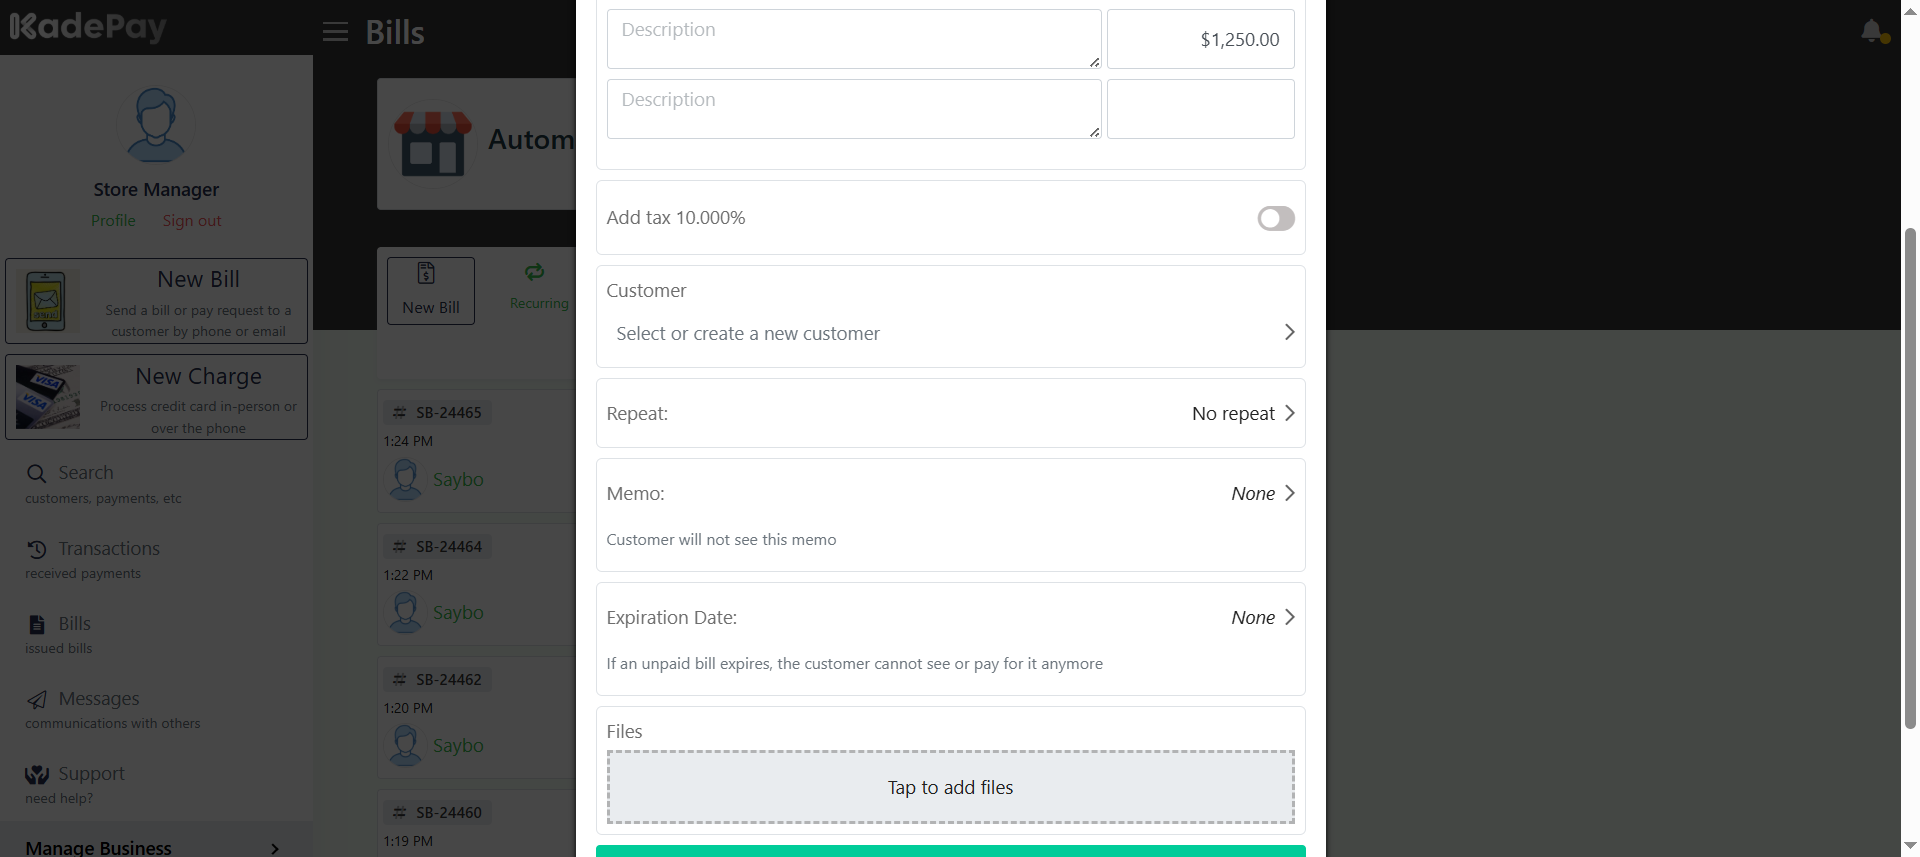 KadePay
Bills
Store Manager
Profile
Sign out
New Bill
Send a bill or pay request to a
customer by phone or email
New Charge
Process credit card in-person or
over the phone
Search
customers, payments, etc
Transactions
received payments
Bills
issued bills
Messages
communications with others
Support
need help?
Manage Business
Autom
New Bill
Recurring
# SB-24465
1:24 PM
Saybo
# SB-24464
1:22 PM
Saybo
# SB-24462
1:20 PM
Saybo
# SB-24460
1:19 PM
Description
$1,250.00
Description
Add tax 10.000%
Customer
Select or create a new customer
Repeat:
No repeat
Memo:
None
Customer will not see this memo
Expiration Date:
None
If an unpaid bill expires, the customer cannot see or pay for it anymore
Files
Tap to add files
VISA
VISA